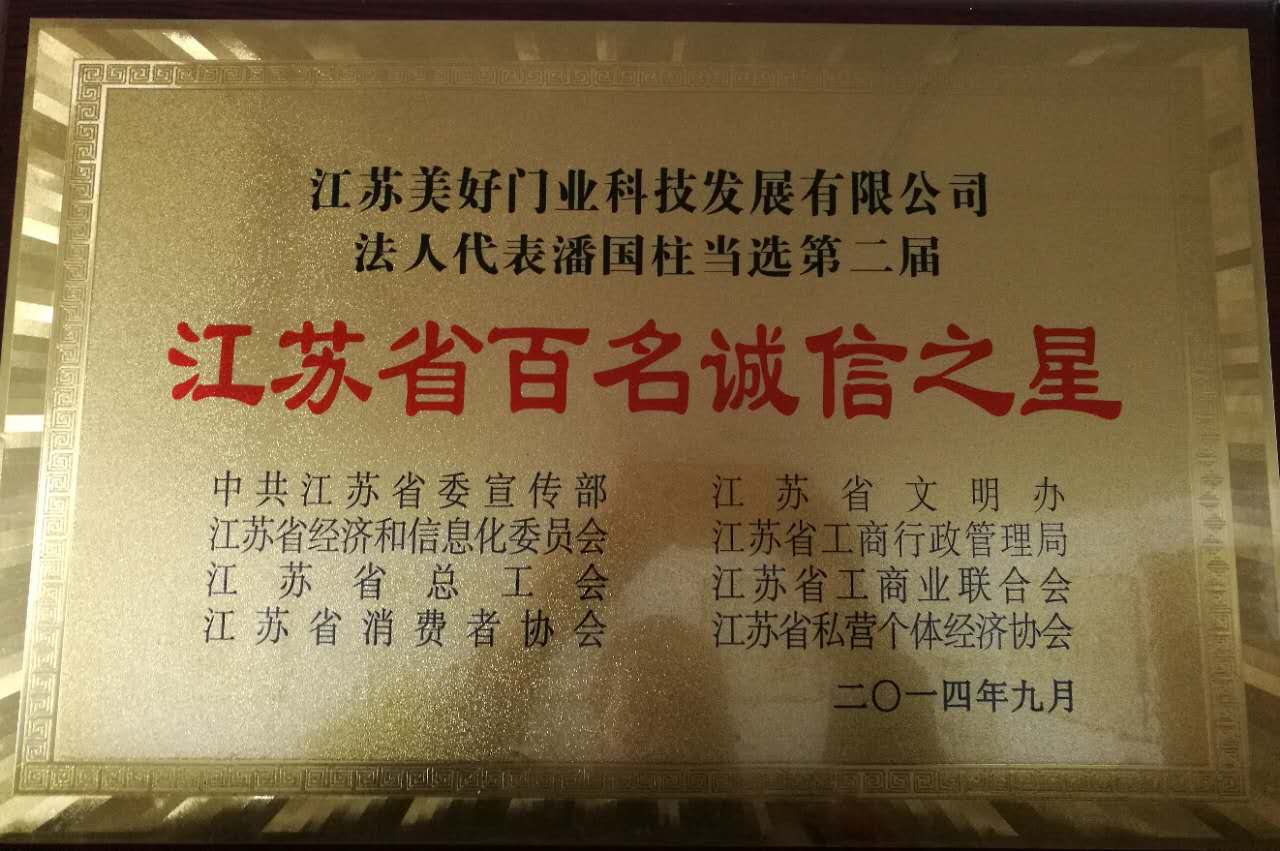 江苏美好门业科技发展有限公司
法人代表潘国柱当选第二届
江苏省百名诚信之星
中共江苏省委宣传部 江苏省文明办
江苏省经济和信息化委员会 江苏省工商行政管理局
江苏省总工会 江苏省工商业联合会
江苏省消费者协会 江苏省私营个体经济协会
二〇一四年九月